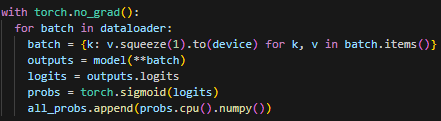 with torch.no_grad():
  for batch in dataloader:
    batch = {k: v.squeeze(1).to(device) for k, v in batch.items()}
    outputs = model(**batch)
    logits = outputs.logits
    probs = torch.sigmoid(logits)
    all_probs.append(probs.cpu().numpy())